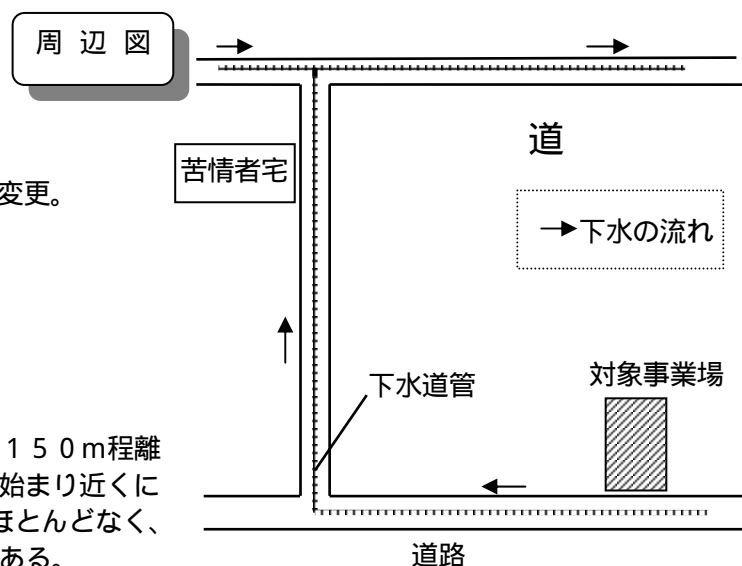 周辺図
道
苦情者宅
変更。
→下水の流れ
下水道管
対象事業場
150m程離
始まり近くに
ほとんどなく、
ある。
道路